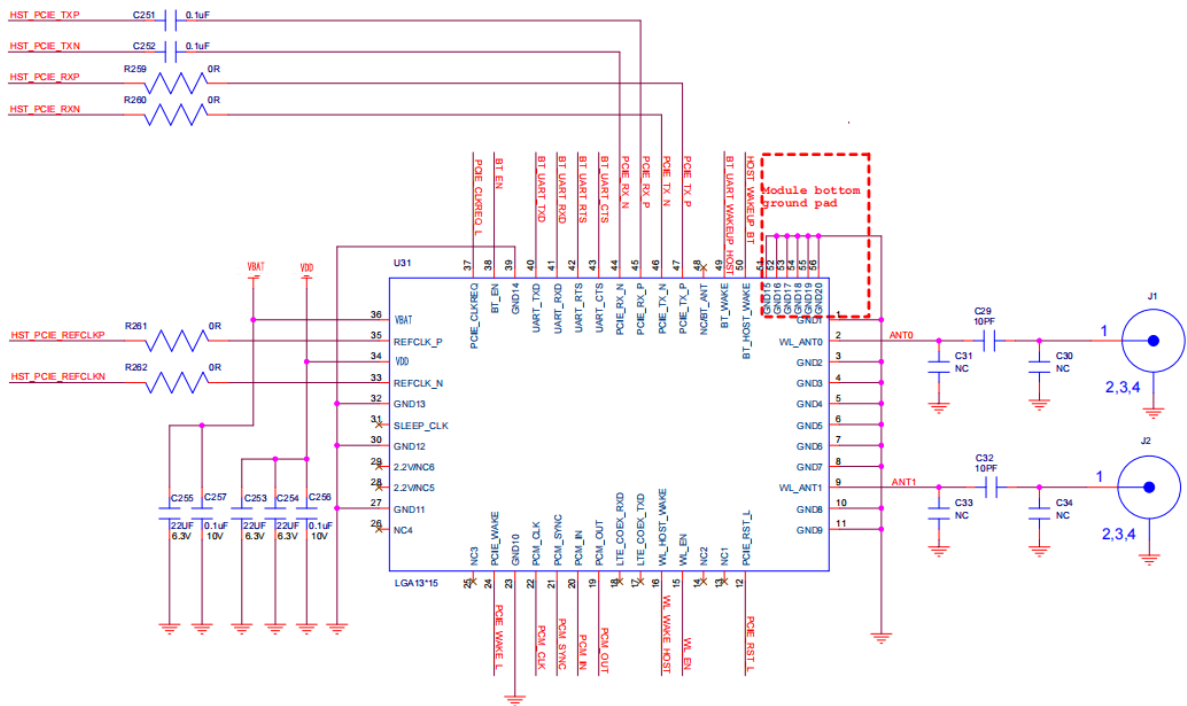 HST_PCIE_TXP
C251
0.1uF
HST_PCIE_TXN
C252
0.1uF
HST_PCIE_RXP
R259
0R
HST_PCIE_RXN
R260
0R
PCIE_CLKREQ_L
BT_EN
BT_UART_TXD
BT_UART_RXD
BT_UART_RTS
BT_UART_CTS
PCIE_RX_N
PCIE_RX_P
PCIE_TX_N
PCIE_TX_P
BT_UART_WAKEUP_HOST
HOST_WAKEUP_BT
Module bottom
ground pad
VBAT
VDD
U31
37
38
39
40
41
42
43
44
45
46
47
48
49
50
51
52
53
54
55
56
PCIE_CLKREQ
BT_EN
GND14
UART_TXD
UART_RXD
UART_RTS
UART_CTS
PCIE_RX_N
PCIE_RX_P
PCIE_TX_N
PCIE_TX_P
NC/BT_ANT
BT_WAKE
BT_HOST_WAKE
GND15
GND16
GND17
GND18
GND19
GND20
HST_PCIE_REFCLKP
R261
0R
HST_PCIE_REFCLKN
R262
0R
36 VBAT
35 REFCLK_P
34 VDD
33 REFCLK_N
32 GND13
31 SLEEP_CLK
30 GND12
29 2.2V/NC6
28 2.2V/NC5
27 GND11
26 NC4
GND1 1
WL_ANT0 2
GND2 3
GND3 4
GND4 5
GND5 6
GND6 7
GND7 8
WL_ANT1 9
GND8 10
GND9 11
ANT0
C29
10PF
C31
NC
C30
NC
J1
1
2,3,4
ANT1
C32
10PF
C33
NC
C34
NC
J2
1
2,3,4
C255
22UF
6.3V
C257
0.1uF
10V
C253
22UF
6.3V
C254
22UF
6.3V
C256
0.1uF
10V
NC3
PCIE_WAKE
GND10
PCM_CLK
PCM_SYNC
PCM_IN
PCM_OUT
LTE_COEX_RXD
LTE_COEX_TXD
WL_HOST_WAKE
WL_EN
NC2
NC1
PCIE_RST_L
LGA13*15
25
24
23
22
21
20
19
18
17
16
15
14
13
12
PCIE_WAKE_L
PCM_CLK
PCM_SYNC
PCM_IN
PCM_OUT
WL_WAKE_HOST
WL_EN
PCIE_RST_L